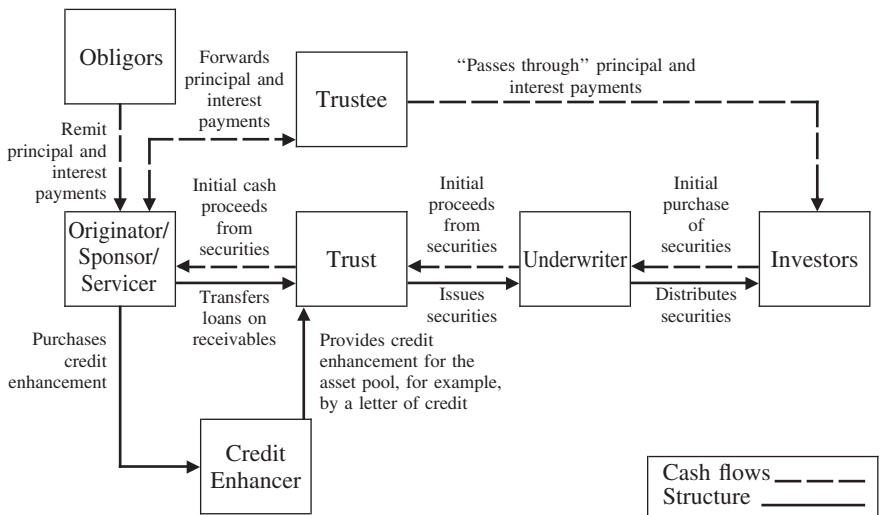 Obligors
Forwards
principal and
interest
payments
Trustee
“Passes through” principal and
interest payments
Remit
principal and
interest
payments
Originator/
Sponsor/
Servicer
Initial cash
proceeds
from
securities
Transfers
loans on
receivables
Trust
Initial
proceeds
from
securities
Issues
securities
Underwriter
Initial
purchase
of
securities
Distributes
securities
Investors
Purchases
credit
enhancement
Provides credit
enhancement for the
asset pool, for example,
by a letter of credit
Credit
Enhancer
Cash flows
Structure